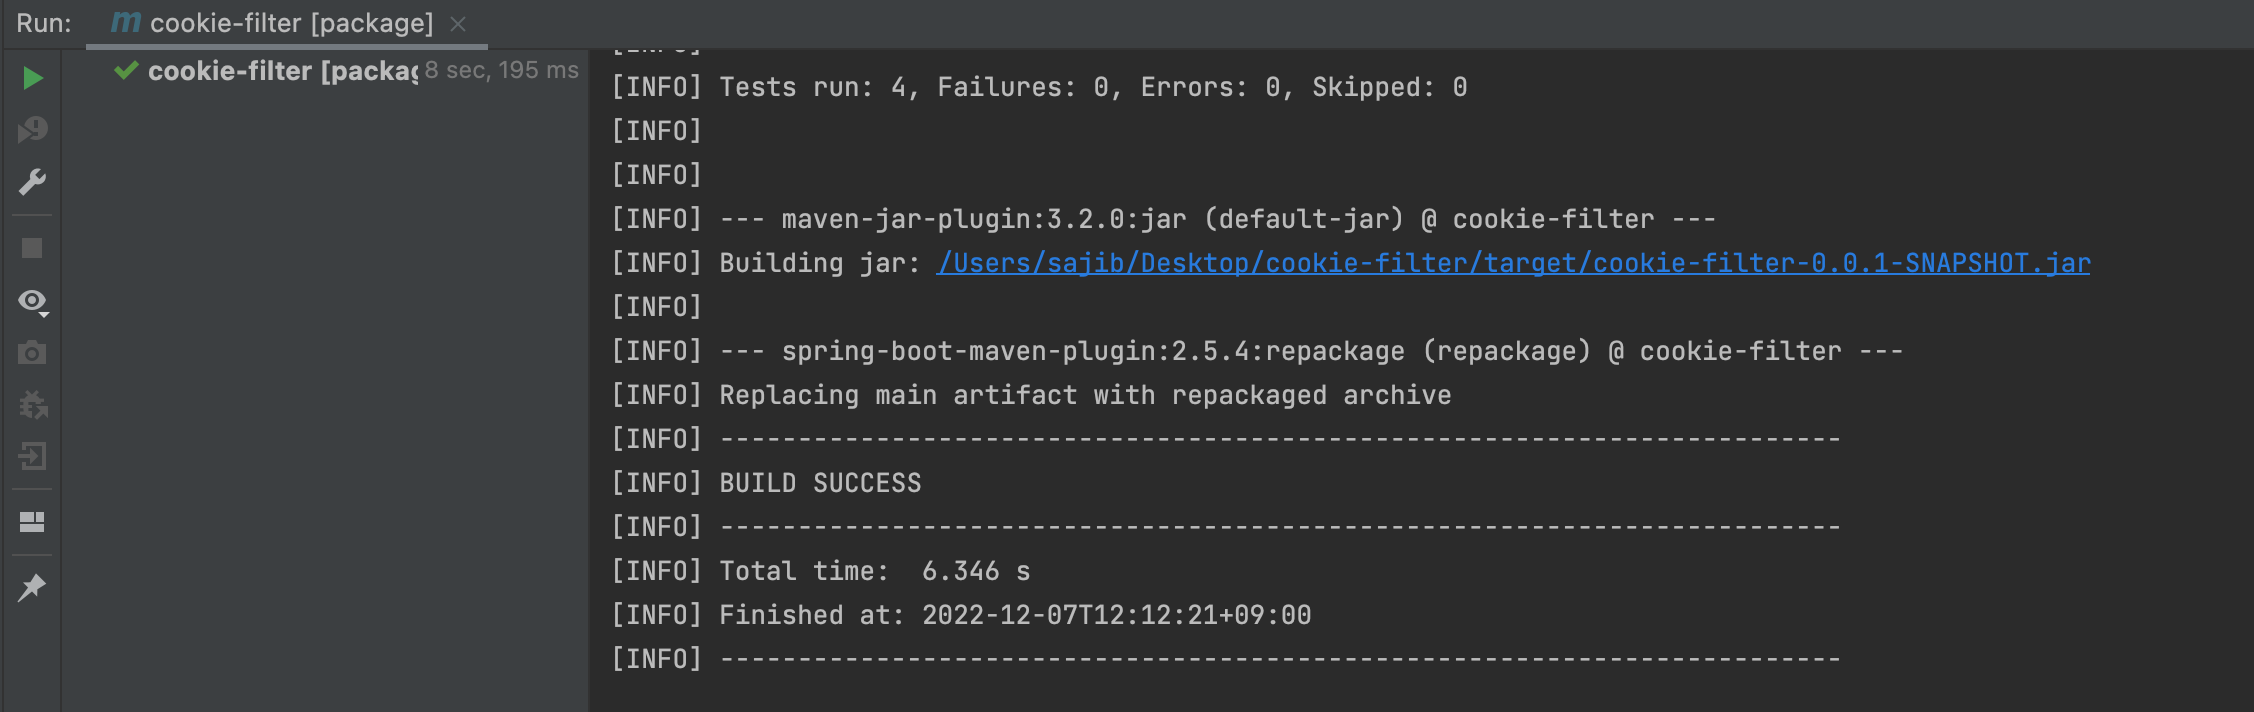 Run: m cookie-filter [package]
cookie-filter [packag 8 sec, 195 ms
[INFO]
[INFO] Tests run: 4, Failures: 0, Errors: 0, Skipped: 0
[INFO]
[INFO]
[INFO] --- maven-jar-plugin:3.2.0:jar (default-jar) @ cookie-filter ---
[INFO] Building jar: /Users/sajib/Desktop/cookie-filter/target/cookie-filter-0.0.1-SNAPSHOT.jar
[INFO]
[INFO] --- spring-boot-maven-plugin:2.5.4:repackage (repackage) @ cookie-filter ---
[INFO] Replacing main artifact with repackaged archive
[INFO] ------------------------------------------------------------------------
[INFO] BUILD SUCCESS
[INFO] ------------------------------------------------------------------------
[INFO] Total time:  6.346 s
[INFO] Finished at: 2022-12-07T12:12:21+09:00
[INFO] ------------------------------------------------------------------------